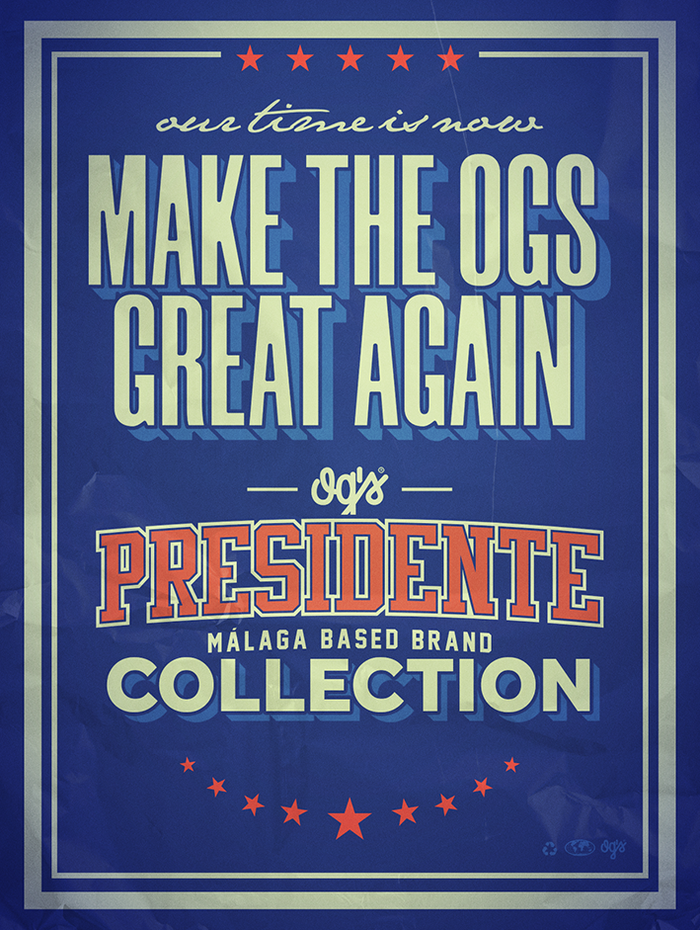 our time is now
MAKE THE OGS
GREAT AGAIN
og's®
PRESIDENTE
MÁLAGA BASED BRAND
COLLECTION
og's